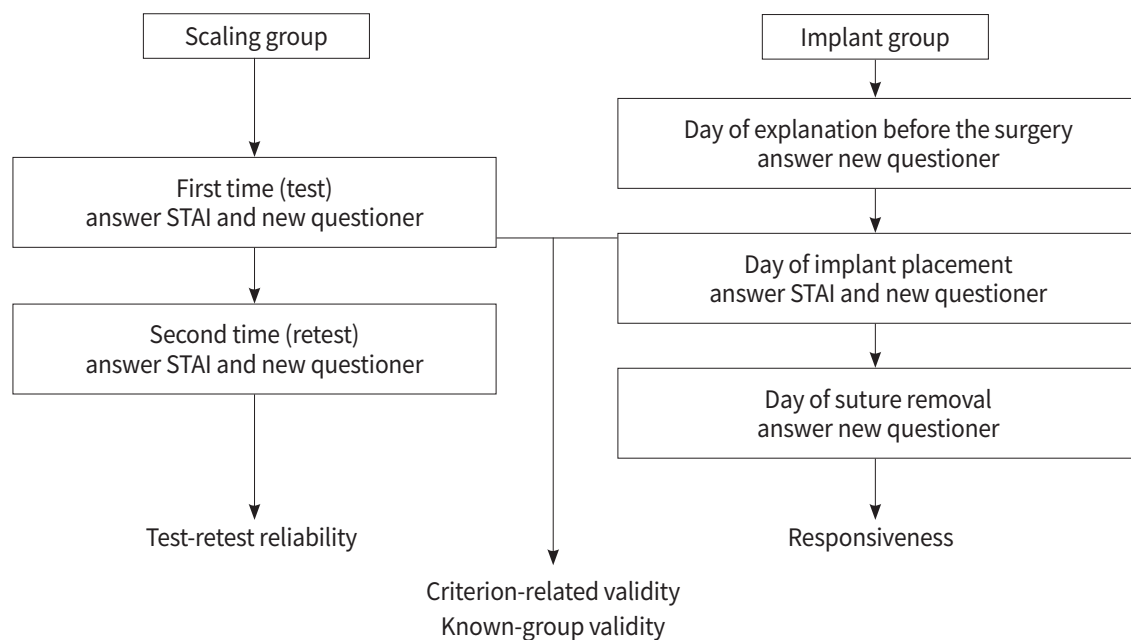 Scaling group
First time (test)
answer STAI and new questioner
Second time (retest)
answer STAI and new questioner
Test-retest reliability
Implant group
Day of explanation before the surgery
answer new questioner
Day of implant placement
answer STAI and new questioner
Day of suture removal
answer new questioner
Responsiveness
Criterion-related validity
Known-group validity